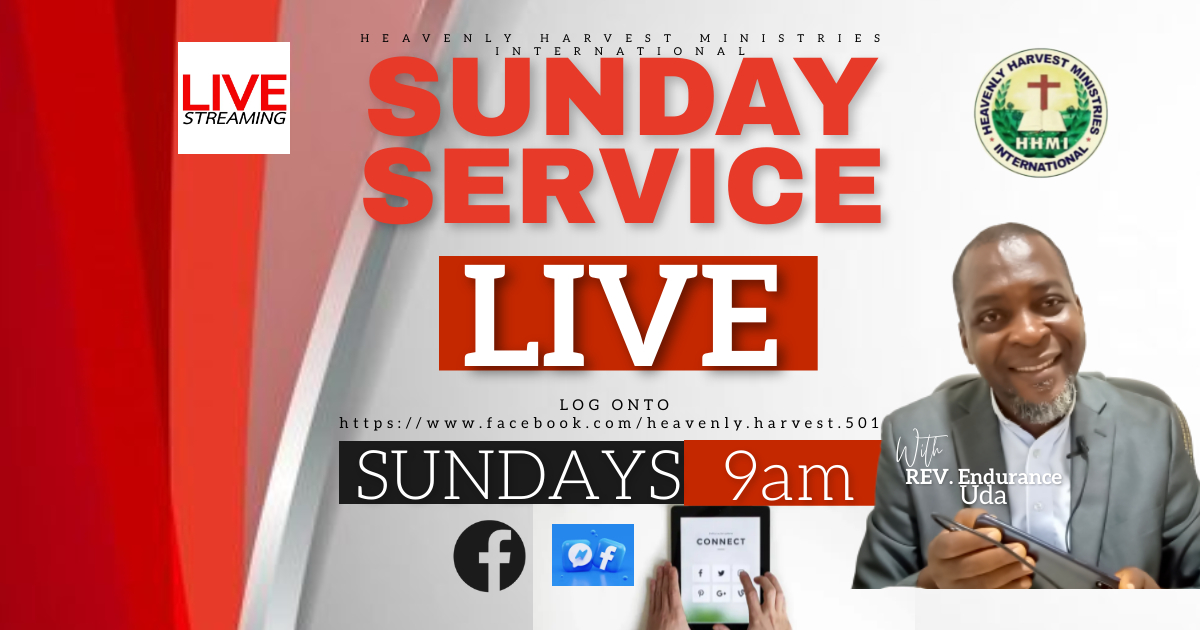 HEAVENLY HARVEST MINISTRIES
INTERNATIONAL
LIVE
STREAMING
SUNDAY
SERVICE
HEAVENLY HARVEST MINISTRIES
HHMI
INTERNATIONAL
LIVE
LOG ONTO
https://www.facebook.com/heavenly.harvest.501
SUNDAYS 9am
With
REV. Endurance
Uda
CONNECT